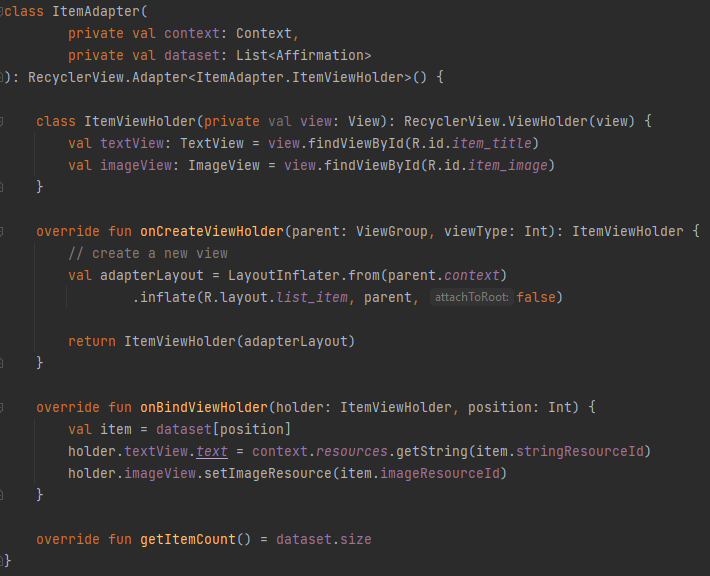 class ItemAdapter(
        private val context: Context,
        private val dataset: List<Affirmation>
): RecyclerView.Adapter<ItemAdapter.ItemViewHolder>() {
    class ItemViewHolder(private val view: View): RecyclerView.ViewHolder(view) {
        val textView: TextView = view.findViewById(R.id.item_title)
        val imageView: ImageView = view.findViewById(R.id.item_image)
    }
    override fun onCreateViewHolder(parent: ViewGroup, viewType: Int): ItemViewHolder {
        // create a new view
        val adapterLayout = LayoutInflater.from(parent.context)
                .inflate(R.layout.list_item, parent, attachToRoot: false)
        return ItemViewHolder(adapterLayout)
    }
    override fun onBindViewHolder(holder: ItemViewHolder, position: Int) {
        val item = dataset[position]
        holder.textView.text = context.resources.getString(item.stringResourceId)
        holder.imageView.setImageResource(item.imageResourceId)
    }
    override fun getItemCount() = dataset.size
}